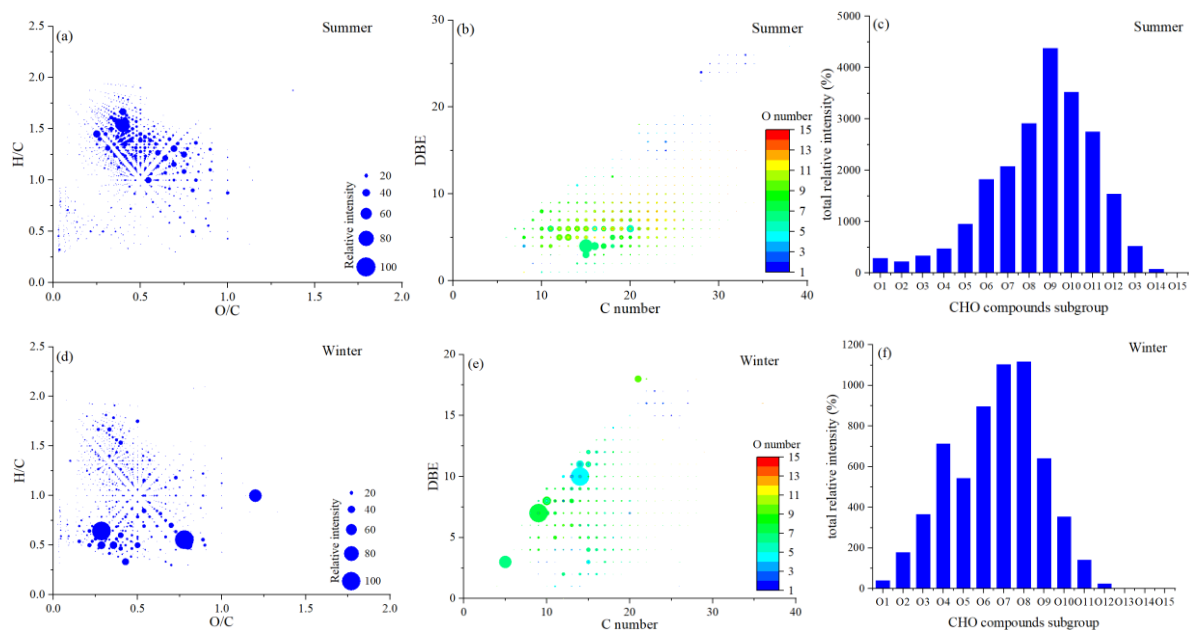 (a)
Summer
2.5
2.0
1.5
1.0
0.5
0.0
H/C
0.0 0.5 1.0 1.5 2.0
O/C
Relative intensity
20
40
60
80
100
(b)
Summer
30
20
10
0
DBE
0 10 20 30 40
C number
O number
15
13
11
9
7
5
3
1
(c)
Summer
5000
4000
3000
2000
1000
0
total relative intensity (%)
O1 O2 O3 O4 O5 O6 O7 O8 O9 O10 O11 O12 O3 O14 O15
CHO compounds subgroup
(d)
Winter
2.5
2.0
1.5
1.0
0.5
0.0
H/C
0.0 0.5 1.0 1.5 2.0
O/C
Relative intensity
20
40
60
80
100
(e)
Winter
20
15
10
5
0
DBE
0 10 20 30 40
C number
O number
15
13
11
9
7
5
3
1
(f)
Winter
1200
1000
800
600
400
200
0
total relative intensity (%)
O1 O2 O3 O4 O5 O6 O7 O8 O9 O10 O11 O12 O13 O14 O15
CHO compounds subgroup